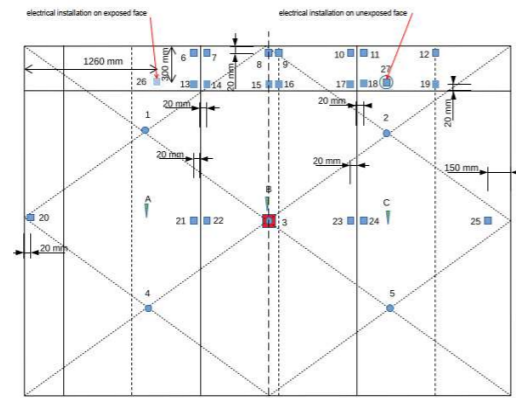 electrical installation on exposed face
electrical installation on unexposed face
1260 mm
300 mm
6 7 8 9 10 11 12
20 mm
27
26 13 14 15 16 17 18 19
20 mm
20 mm
20 mm
1 2
20 mm
20 mm
150 mm
A B C
20 21 22 3 23 24 25
20 mm
4 5